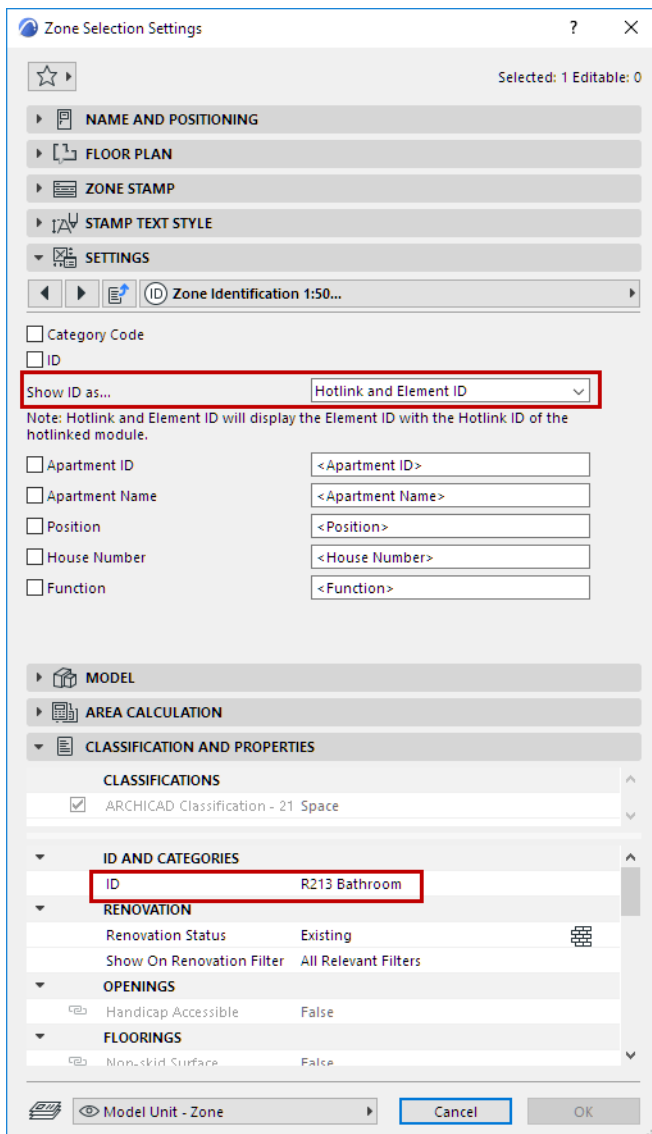 Zone Selection Settings ? ×
Selected: 1 Editable: 0
NAME AND POSITIONING
FLOOR PLAN
ZONE STAMP
STAMP TEXT STYLE
SETTINGS
ID Zone Identification 1:50...
Category Code
ID
Show ID as... Hotlink and Element ID
Note: Hotlink and Element ID will display the Element ID with the Hotlink ID of the
hotlinked module.
Apartment ID <Apartment ID>
Apartment Name <Apartment Name>
Position <Position>
House Number <House Number>
Function <Function>
MODEL
AREA CALCULATION
CLASSIFICATION AND PROPERTIES
CLASSIFICATIONS
ARCHICAD Classification - 21 Space
ID AND CATEGORIES
ID R213 Bathroom
RENOVATION
Renovation Status Existing
Show On Renovation Filter All Relevant Filters
OPENINGS
Handicap Accessible False
FLOORINGS
Non-skid Surface False
Model Unit - Zone Cancel OK